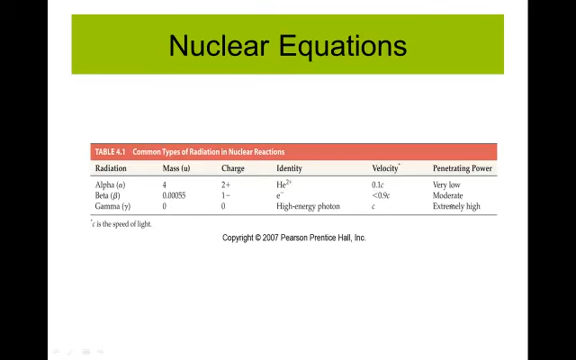 Nuclear Equations
TABLE 4.1 Common Types of Radiation in Nuclear Reactions
Radiation Mass (u) Charge Identity Velocity* Penetrating Power
Alpha (α) 4 2+ He²⁺ 0.1c Very low
Beta (β) 0.00055 1− e⁻ <0.9c Moderate
Gamma (γ) 0 0 High-energy photon c Extremely high
*c is the speed of light.
Copyright © 2007 Pearson Prentice Hall, Inc.